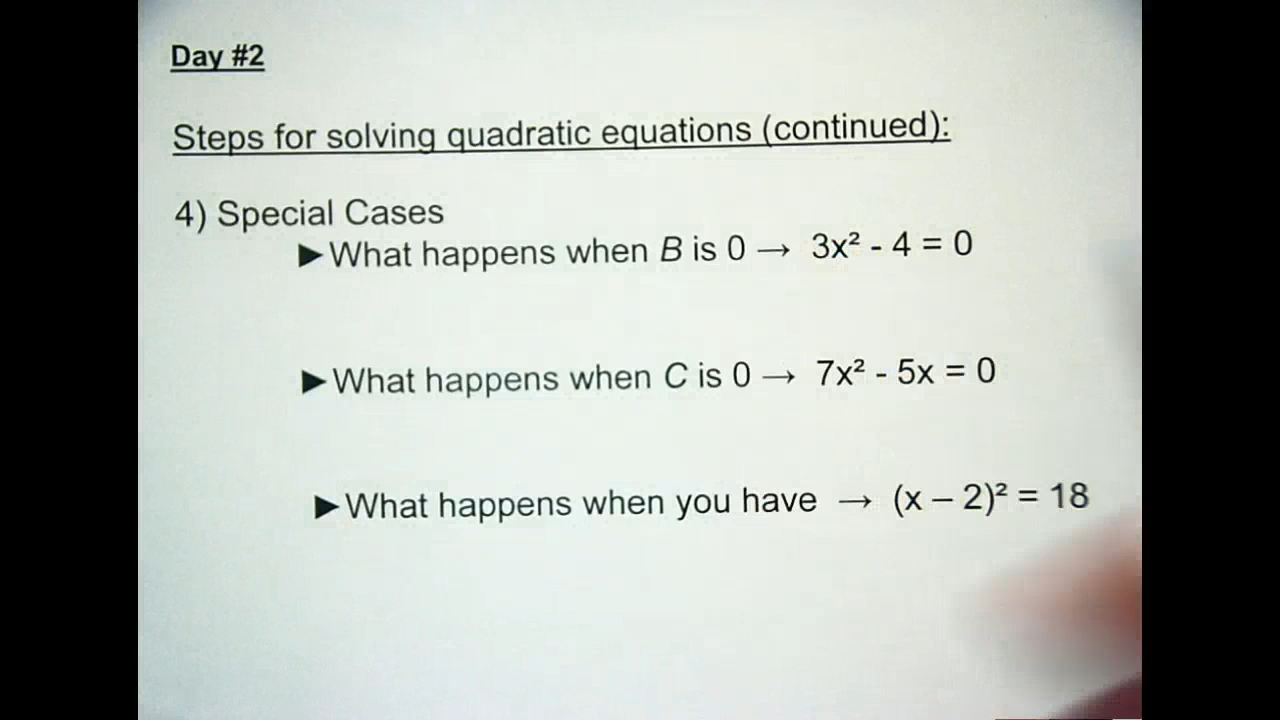 Day #2
Steps for solving quadratic equations (continued):
4) Special Cases
►What happens when B is 0 → 3x² - 4 = 0
►What happens when C is 0 → 7x² - 5x = 0
►What happens when you have → (x – 2)² = 18